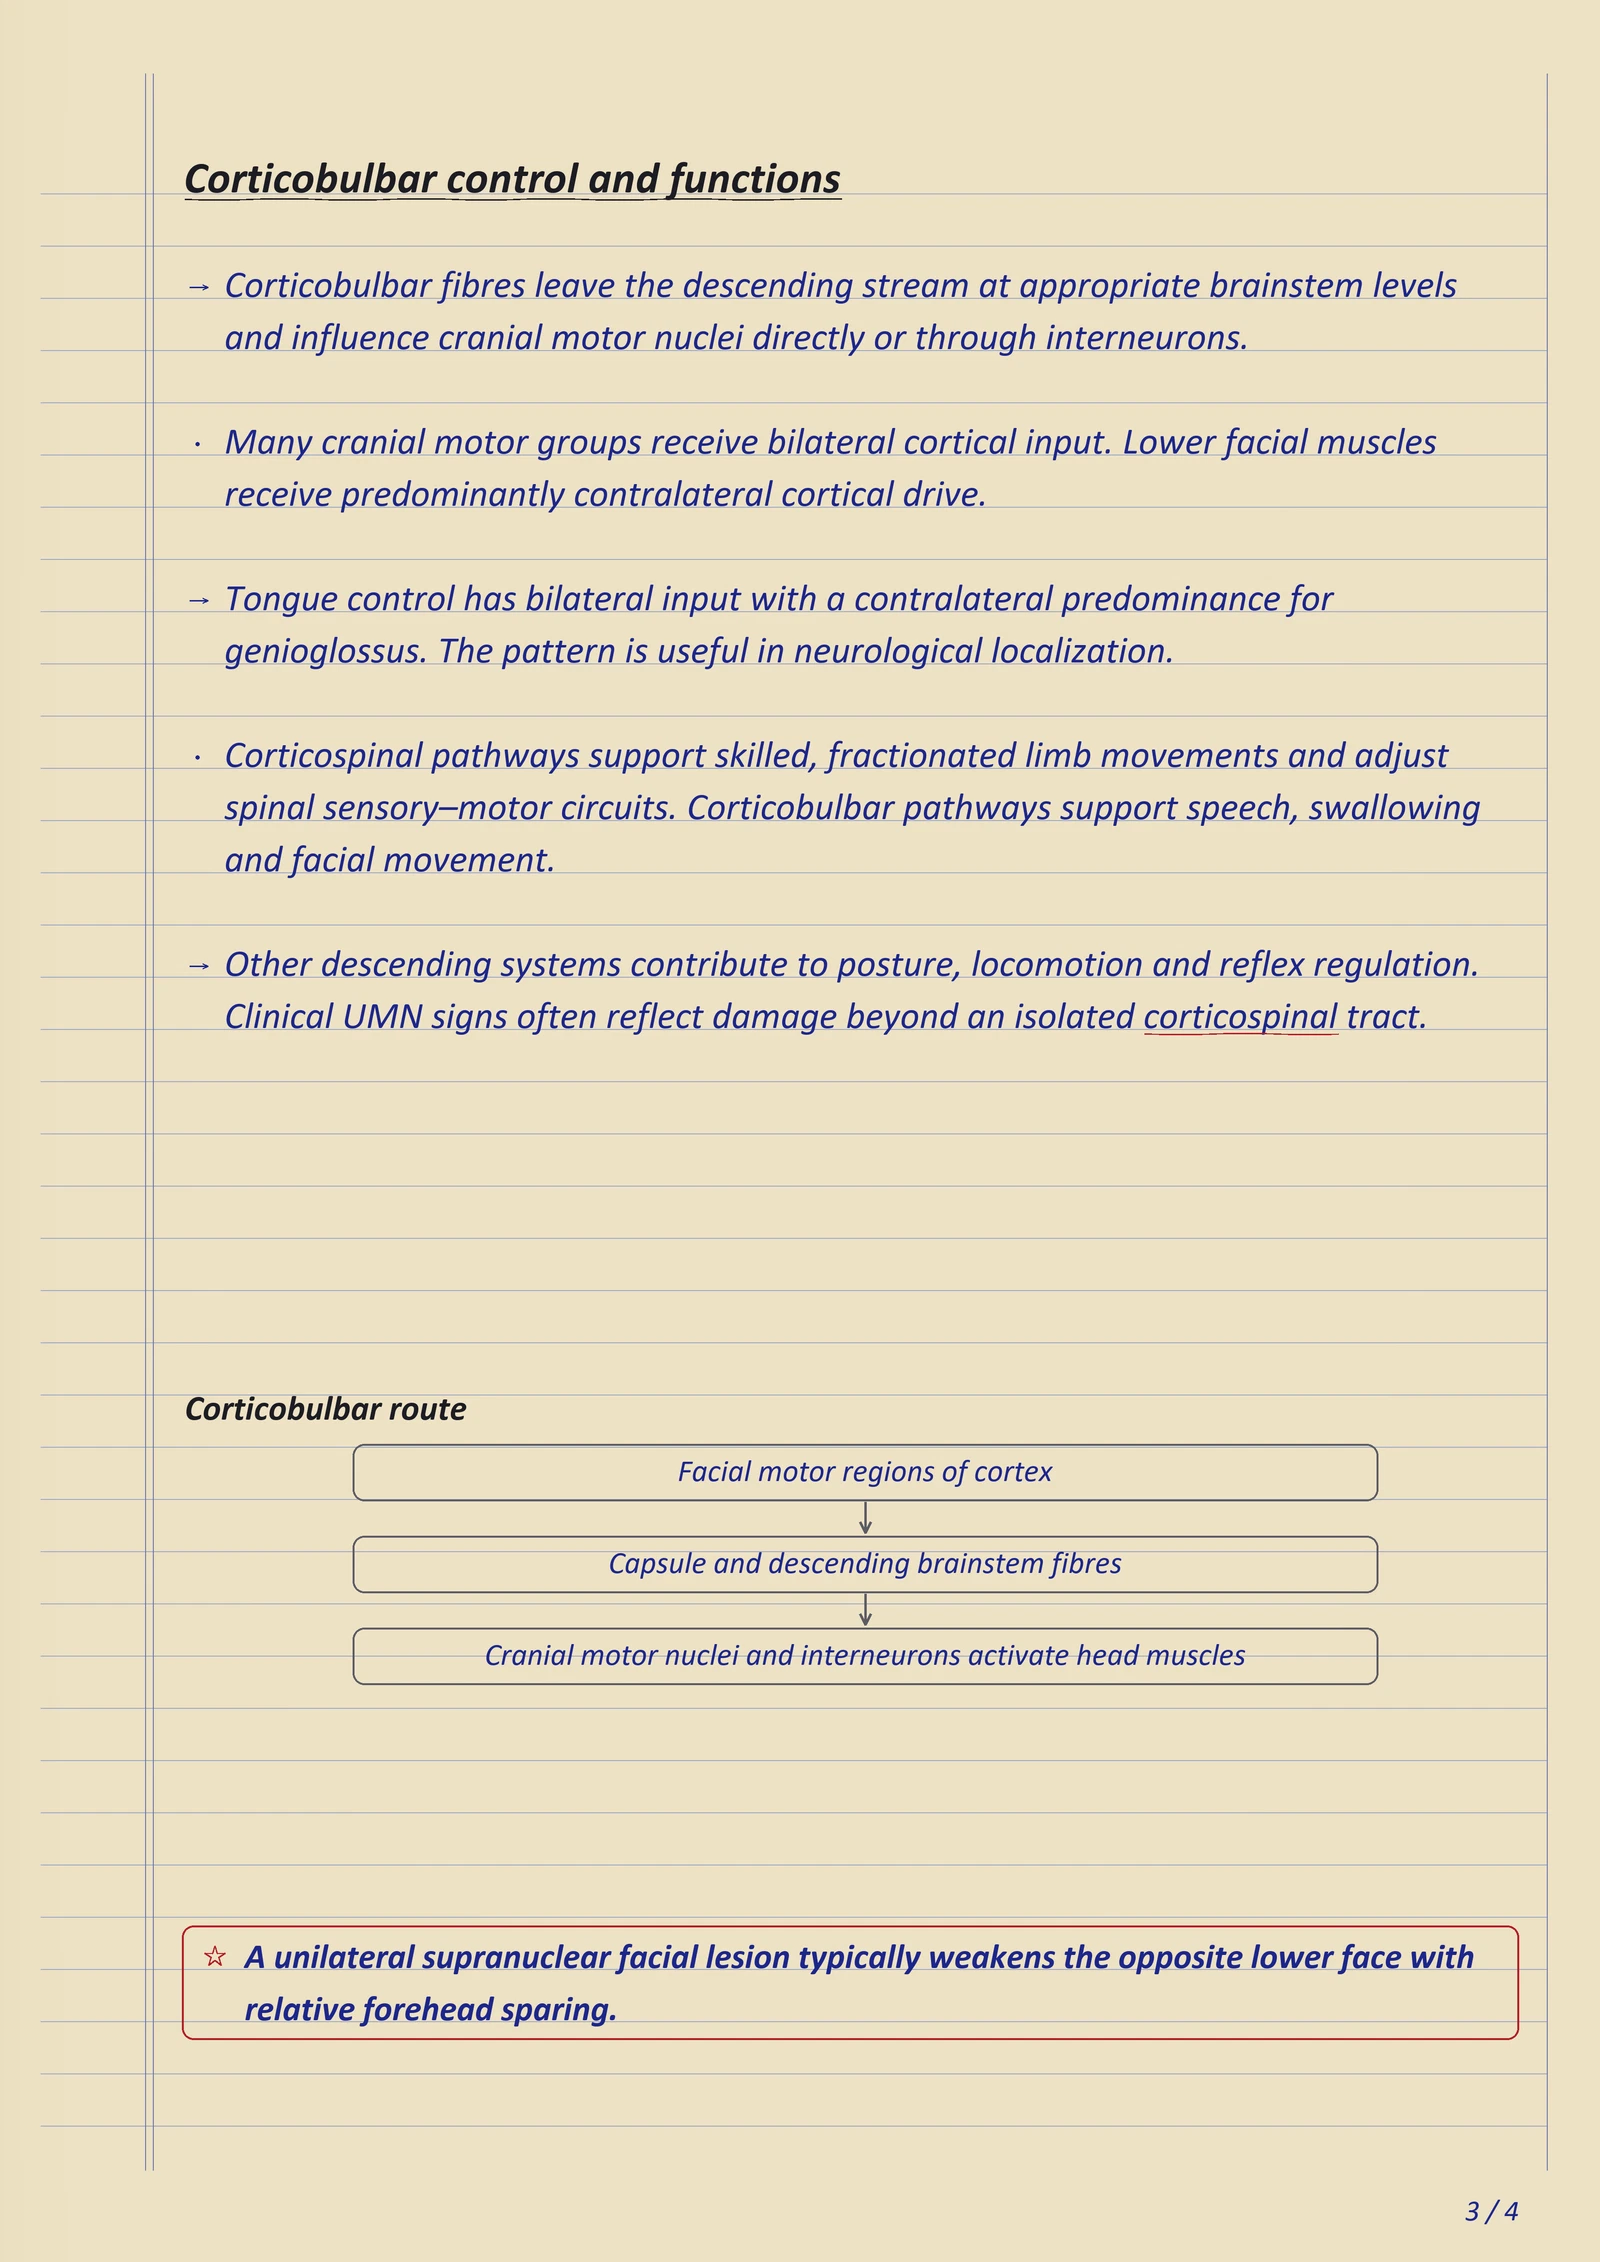 Corticobulbar control and functions
→ Corticobulbar fibres leave the descending stream at appropriate brainstem levels
and influence cranial motor nuclei directly or through interneurons.
· Many cranial motor groups receive bilateral cortical input. Lower facial muscles
receive predominantly contralateral cortical drive.
→ Tongue control has bilateral input with a contralateral predominance for
genioglossus. The pattern is useful in neurological localization.
· Corticospinal pathways support skilled, fractionated limb movements and adjust
spinal sensory–motor circuits. Corticobulbar pathways support speech, swallowing
and facial movement.
→ Other descending systems contribute to posture, locomotion and reflex regulation.
Clinical UMN signs often reflect damage beyond an isolated corticospinal tract.
Corticobulbar route
Facial motor regions of cortex
Capsule and descending brainstem fibres
Cranial motor nuclei and interneurons activate head muscles
☆ A unilateral supranuclear facial lesion typically weakens the opposite lower face with
relative forehead sparing.
3 / 4